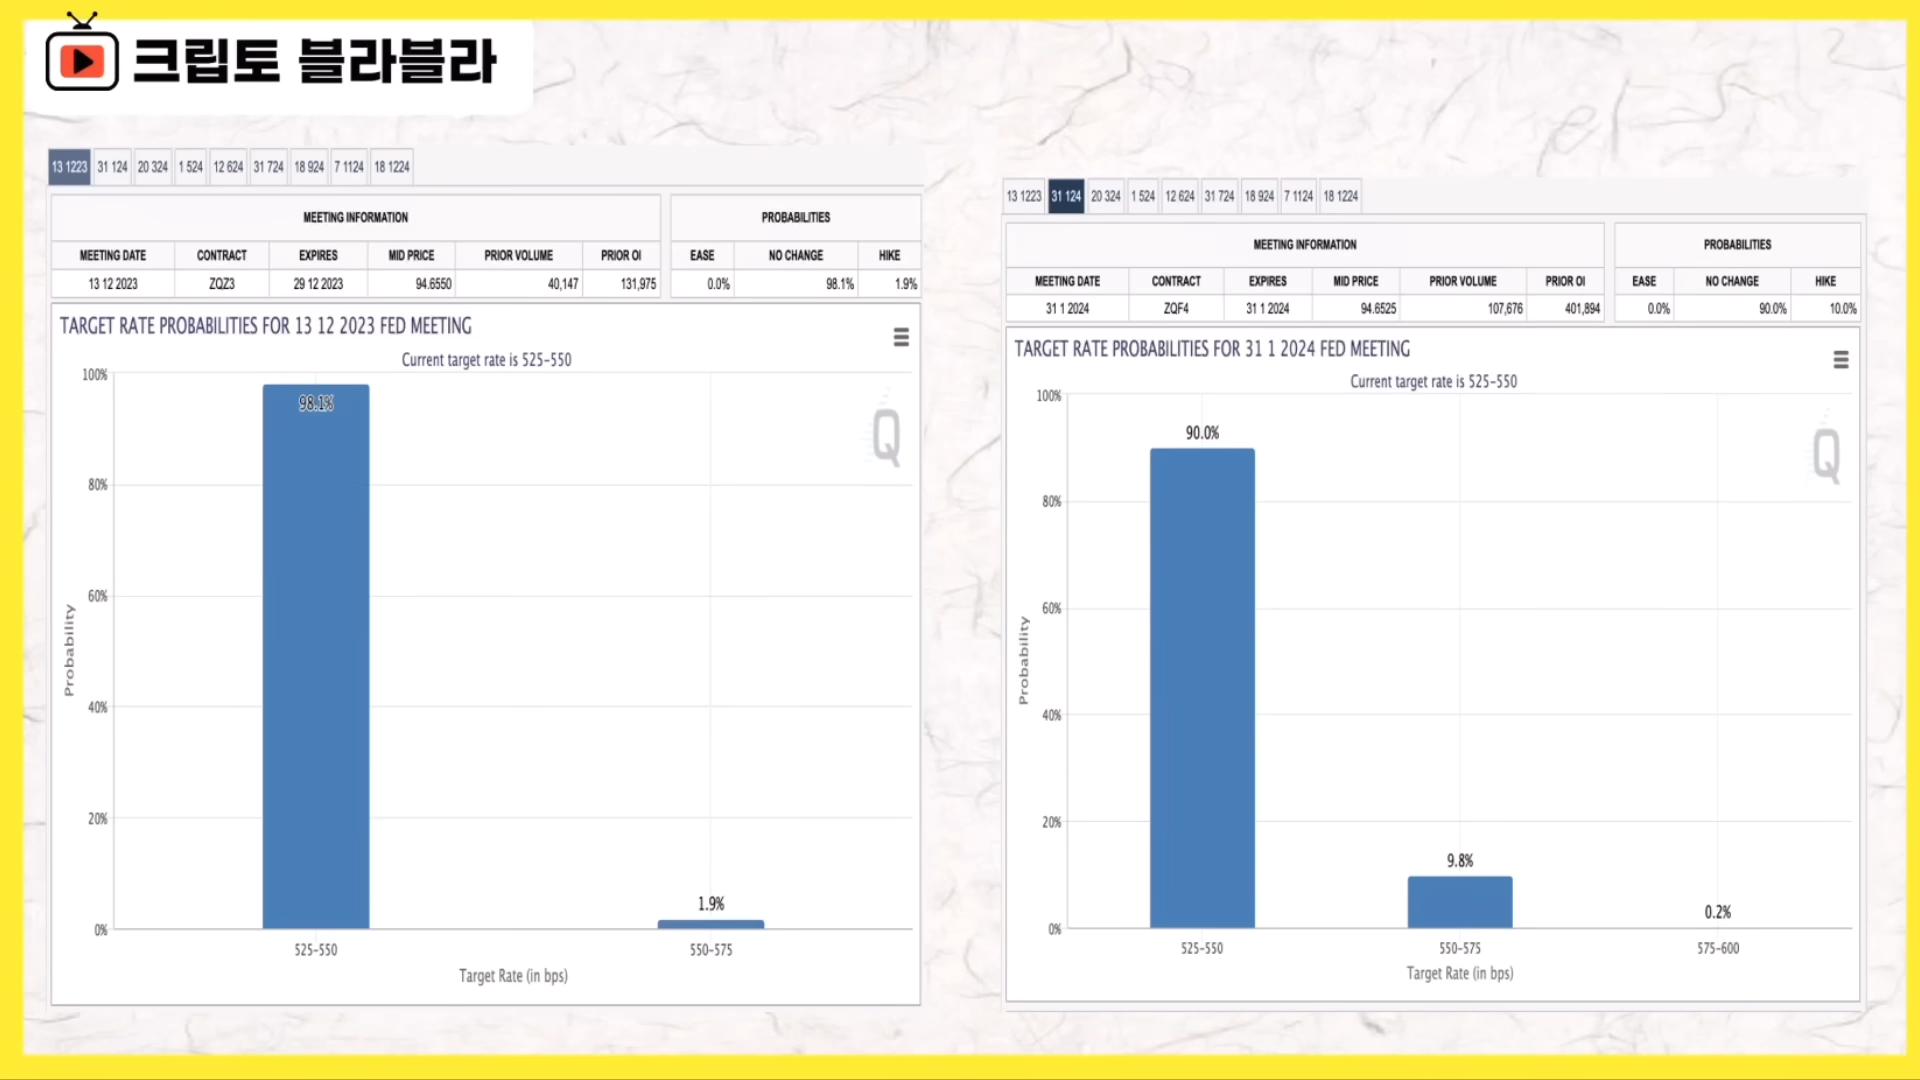 크립토 블라블라
13 1223 31 124 20 324 1 524 12 624 31 724 18 924 7 1124 18 1224
MEETING INFORMATION PROBABILITIES
MEETING DATE CONTRACT EXPIRES MID PRICE PRIOR VOLUME PRIOR OI EASE NO CHANGE HIKE
13 12 2023 ZQZ3 29 12 2023 94.6550 40,147 131,975 0.0% 98.1% 1.9%
TARGET RATE PROBABILITIES FOR 13 12 2023 FED MEETING
Current target rate is 525-550
100%
80%
60%
40%
20%
0%
Probability
98.1%
1.9%
Q
525-550 550-575
Target Rate (in bps)
13 1223 31 124 20 324 1 524 12 624 31 724 18 924 7 1124 18 1224
MEETING INFORMATION PROBABILITIES
MEETING DATE CONTRACT EXPIRES MID PRICE PRIOR VOLUME PRIOR OI EASE NO CHANGE HIKE
31 1 2024 ZQF4 31 1 2024 94.6525 107,676 401,894 0.0% 90.0% 10.0%
TARGET RATE PROBABILITIES FOR 31 1 2024 FED MEETING
Current target rate is 525-550
100%
80%
60%
40%
20%
0%
Probability
90.0%
9.8%
0.2%
Q
525-550 550-575 575-600
Target Rate (in bps)